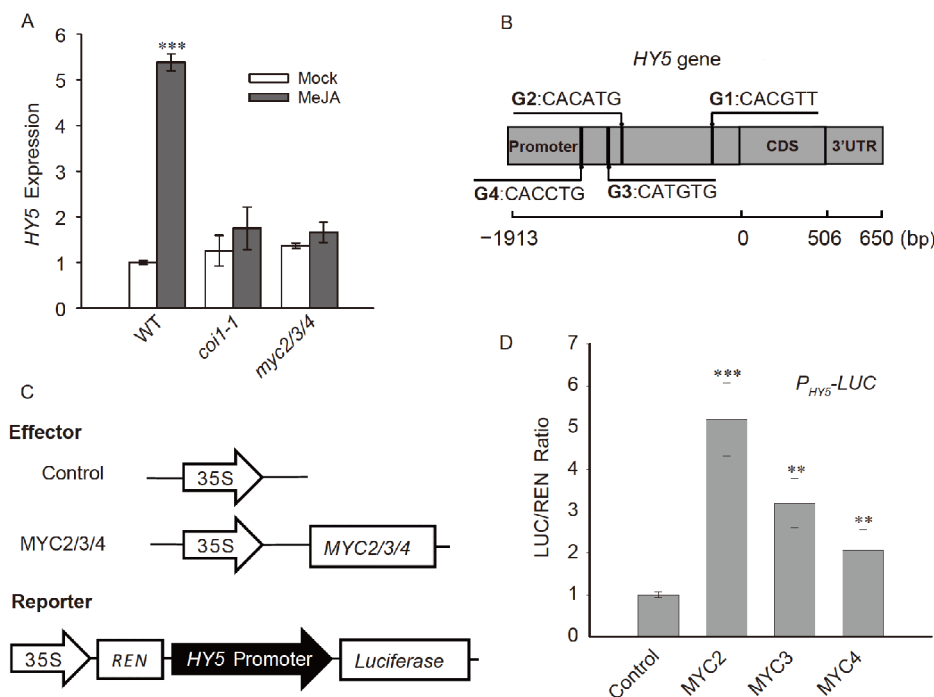 A
HY5 Expression
6
5
4
3
2
1
0
***
Mock
MeJA
WT
coi1-1
myc2/3/4
B
HY5 gene
G2:CACATG
G1:CACGTT
Promoter
CDS
3'UTR
G4:CACCTG
G3:CATGTG
−1913
0
506
650 (bp)
C
Effector
Control
35S
MYC2/3/4
35S
MYC2/3/4
Reporter
35S
REN
HY5 Promoter
Luciferase
D
LUC/REN Ratio
7
6
5
4
3
2
1
0
PHY5-LUC
***
**
**
Control
MYC2
MYC3
MYC4